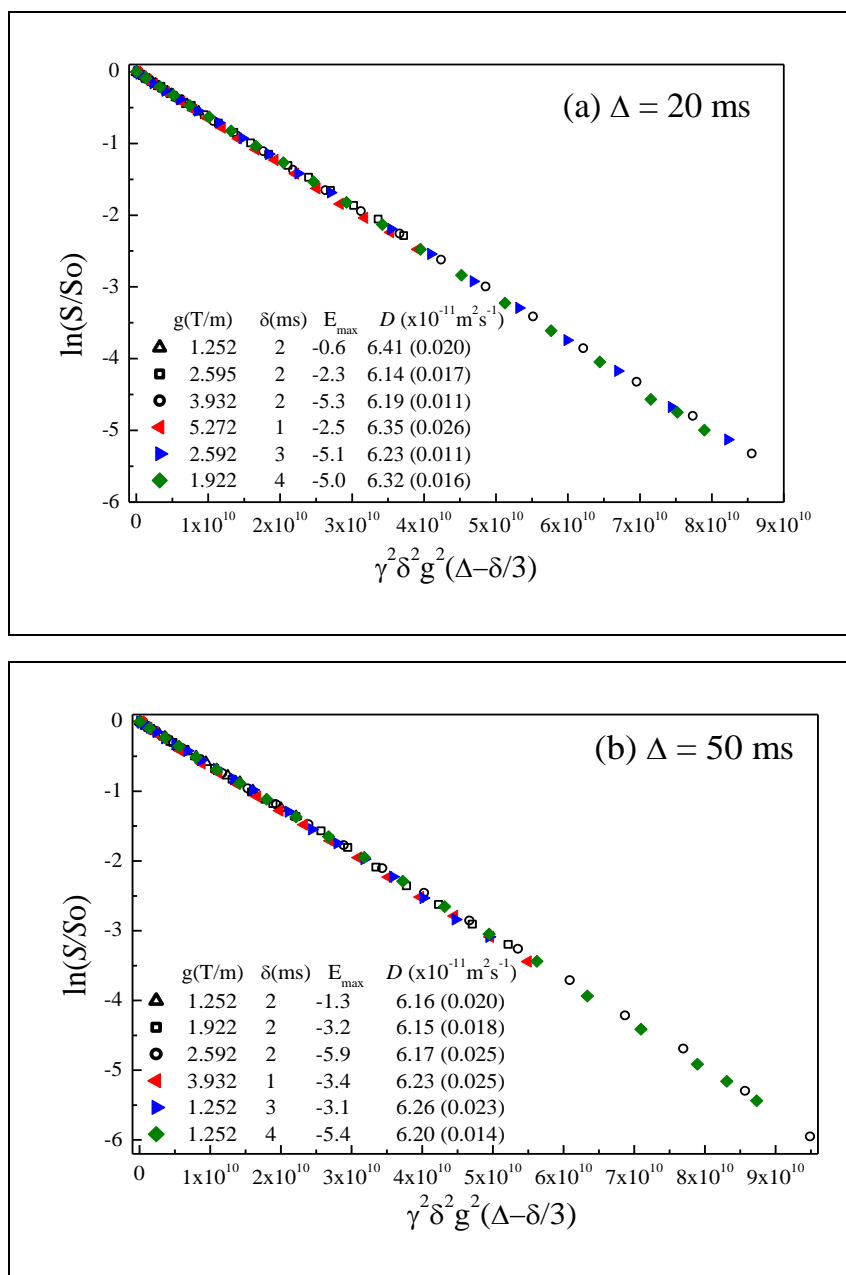 (a) Δ = 20 ms
ln(S/So)
0
-1
-2
-3
-4
-5
-6
g(T/m) δ(ms) E_max D (x10^-11 m^2 s^-1)
1.252 2 -0.6 6.41 (0.020)
2.595 2 -2.3 6.14 (0.017)
3.932 2 -5.3 6.19 (0.011)
5.272 1 -2.5 6.35 (0.026)
2.592 3 -5.1 6.23 (0.011)
1.922 4 -5.0 6.32 (0.016)
0 1x10^10 2x10^10 3x10^10 4x10^10 5x10^10 6x10^10 7x10^10 8x10^10 9x10^10
γ^2δ^2g^2(Δ−δ/3)
(b) Δ = 50 ms
ln(S/So)
0
-1
-2
-3
-4
-5
-6
g(T/m) δ(ms) E_max D (x10^-11 m^2 s^-1)
1.252 2 -1.3 6.16 (0.020)
1.922 2 -3.2 6.15 (0.018)
2.592 2 -5.9 6.17 (0.025)
3.932 1 -3.4 6.23 (0.025)
1.252 3 -3.1 6.26 (0.023)
1.252 4 -5.4 6.20 (0.014)
0 1x10^10 2x10^10 3x10^10 4x10^10 5x10^10 6x10^10 7x10^10 8x10^10 9x10^10
γ^2δ^2g^2(Δ−δ/3)